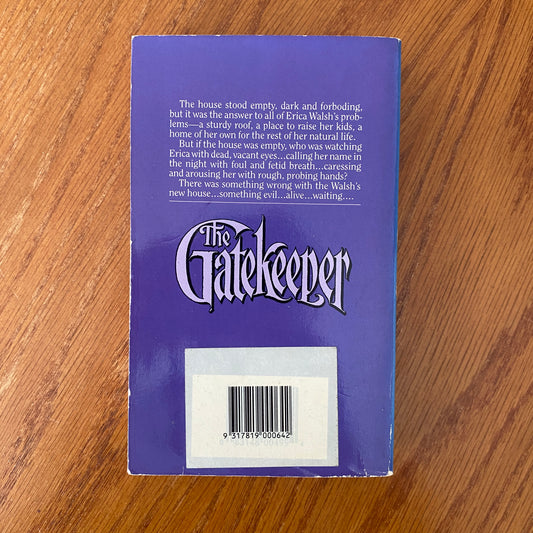 The house stood empty, dark and forboding,
but it was the answer to all of Erica Walsh's prob-
lems—a sturdy roof, a place to raise her kids, a
home of her own for the rest of her natural life.
But if the house was empty, who was watching
Erica with dead, vacant eyes...calling her name in
the night with foul and fetid breath...caressing
and arousing her with rough, probing hands?
There was something wrong with the Walsh's
new house...something evil...alive...waiting....
The
Gatekeeper
9 317819 000642